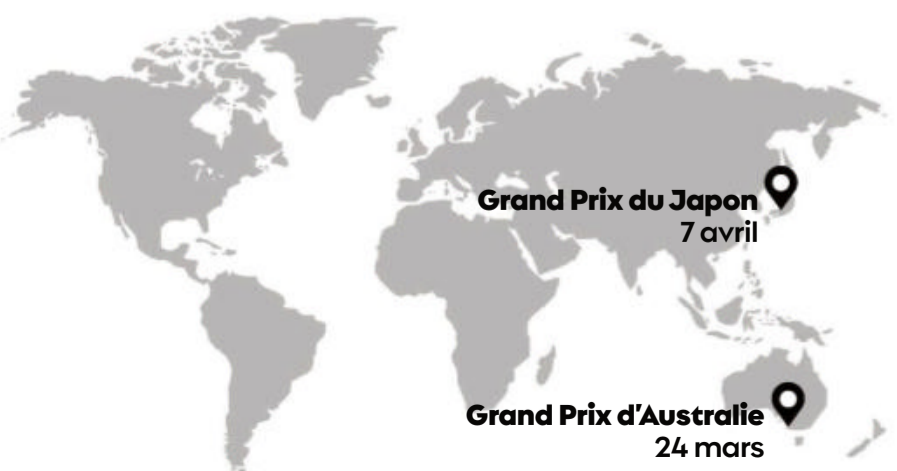 Grand Prix du Japon
7 avril
Grand Prix d'Australie
24 mars